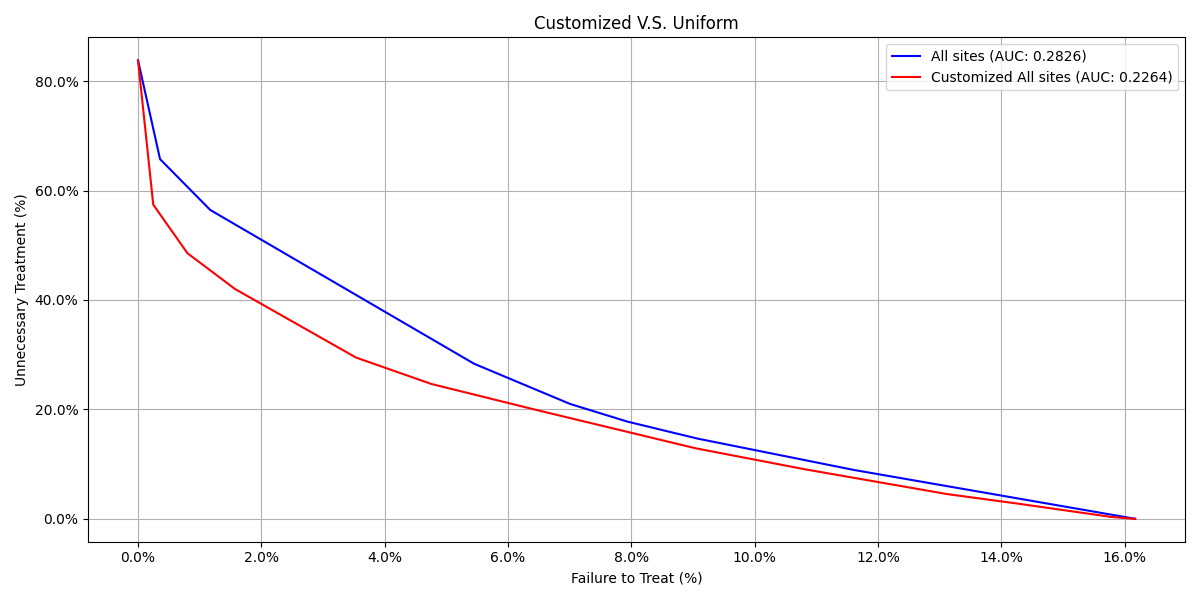 Customized V.S. Uniform
All sites (AUC: 0.2826)
Customized All sites (AUC: 0.2264)
Unnecessary Treatment (%)
80.0%
60.0%
40.0%
20.0%
0.0%
0.0% 2.0% 4.0% 6.0% 8.0% 10.0% 12.0% 14.0% 16.0%
Failure to Treat (%)